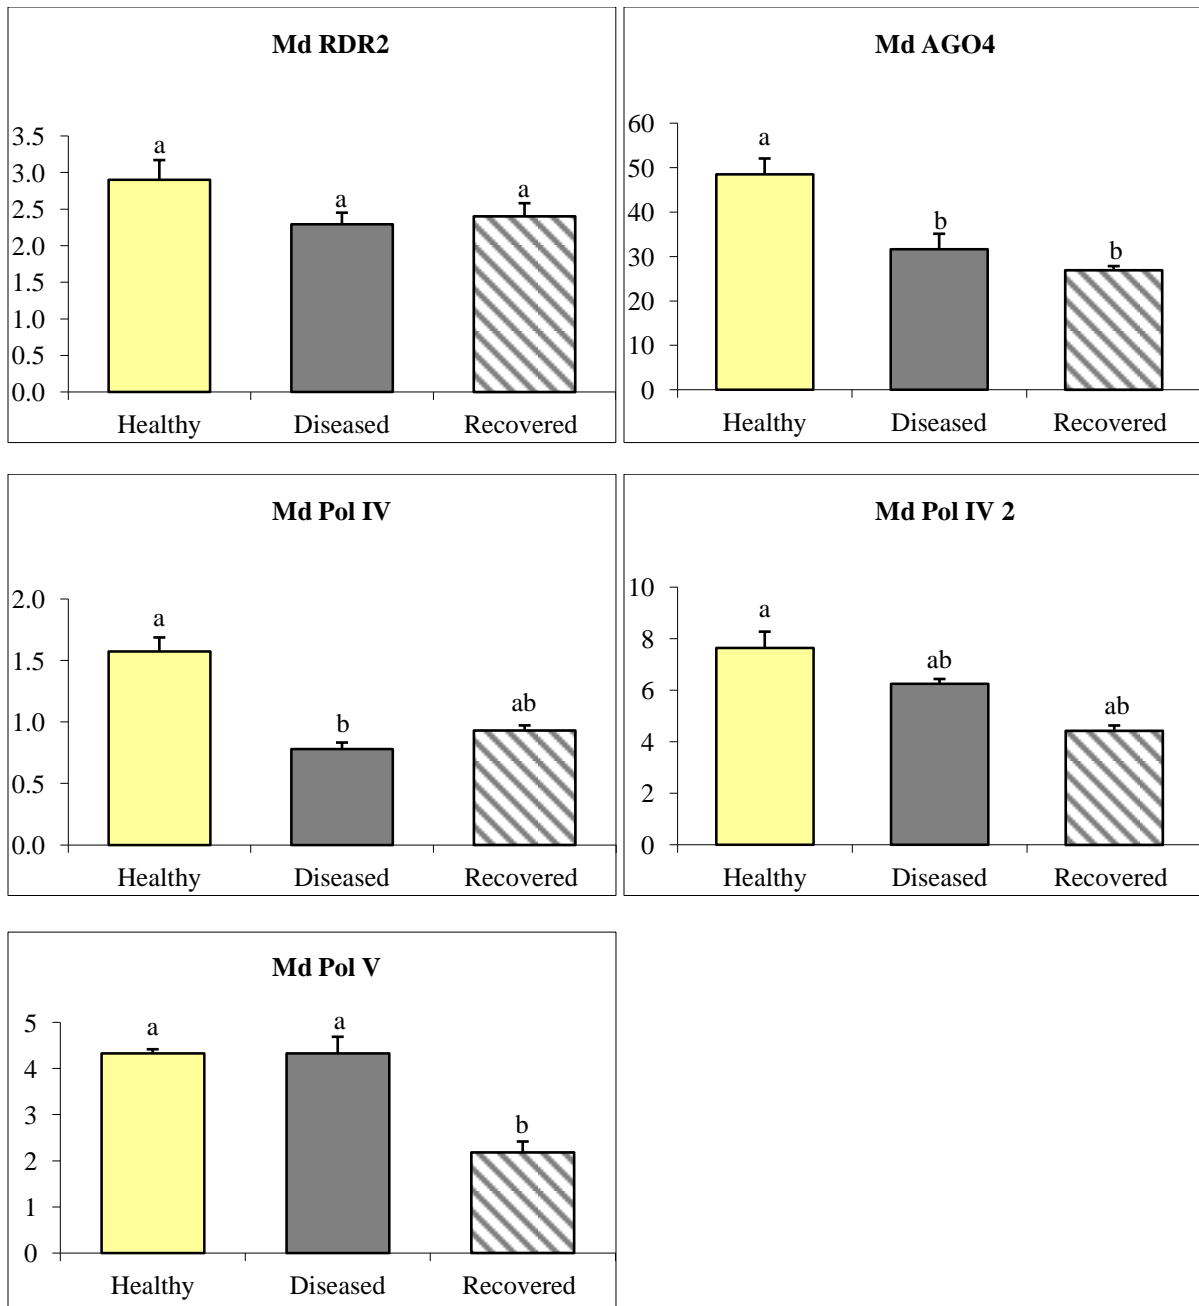 Md RDR2
3.5
3.0
2.5
2.0
1.5
1.0
0.5
0.0
a
a
a
Healthy Diseased Recovered
Md AGO4
60
50
40
30
20
10
0
a
b
b
Healthy Diseased Recovered
Md Pol IV
2.0
1.5
1.0
0.5
0.0
a
b
ab
Healthy Diseased Recovered
Md Pol IV 2
10
8
6
4
2
0
a
ab
ab
Healthy Diseased Recovered
Md Pol V
5
4
3
2
1
0
a
a
b
Healthy Diseased Recovered